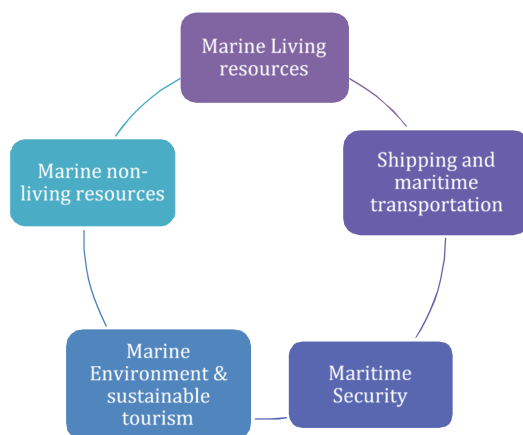 Marine Living
resources
Shipping and
maritime
transportation
Maritime
Security
Marine
Environment &
sustainable
tourism
Marine non-
living resources